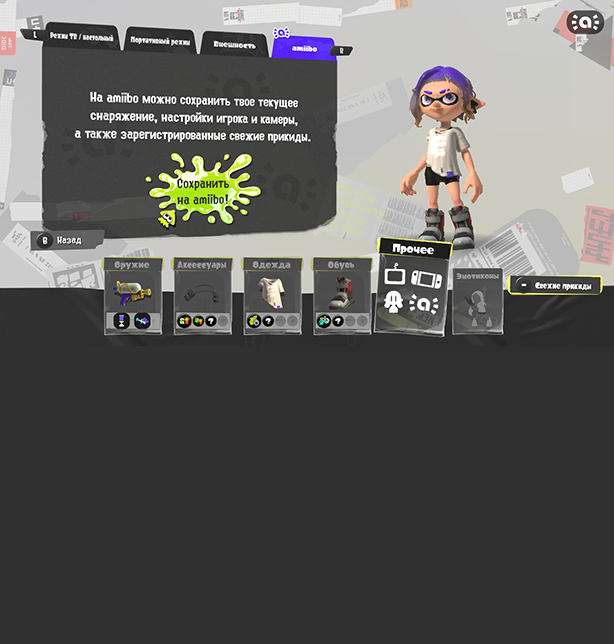 L
Режим ТВ / настольный
Портативный режим
Внешность
amiibo
R
На amiibo можно сохранить твое текущее
снаряжение, настройки игрока и камеры,
а также зарегистрированные свежие прикиды.
Сохранить
на amiibo!
B Назад
Оружие
Аксессуары
Одежда
Обувь
Прочее
Эмотиконы
− Свежие прикиды
? ? ?